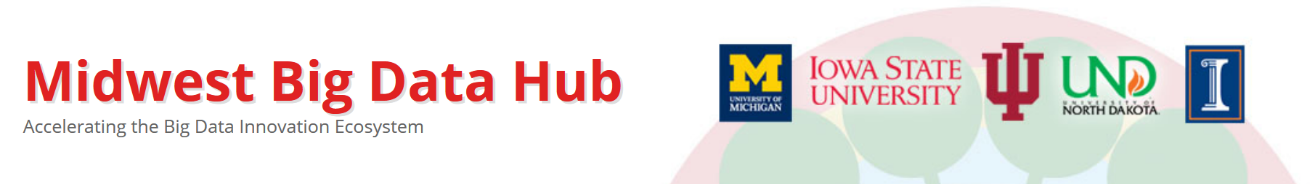 Midwest Big Data Hub
Accelerating the Big Data Innovation Ecosystem
M
UNIVERSITY OF
MICHIGAN
IOWA STATE
UNIVERSITY
UND
UNIVERSITY OF
NORTH DAKOTA.
I